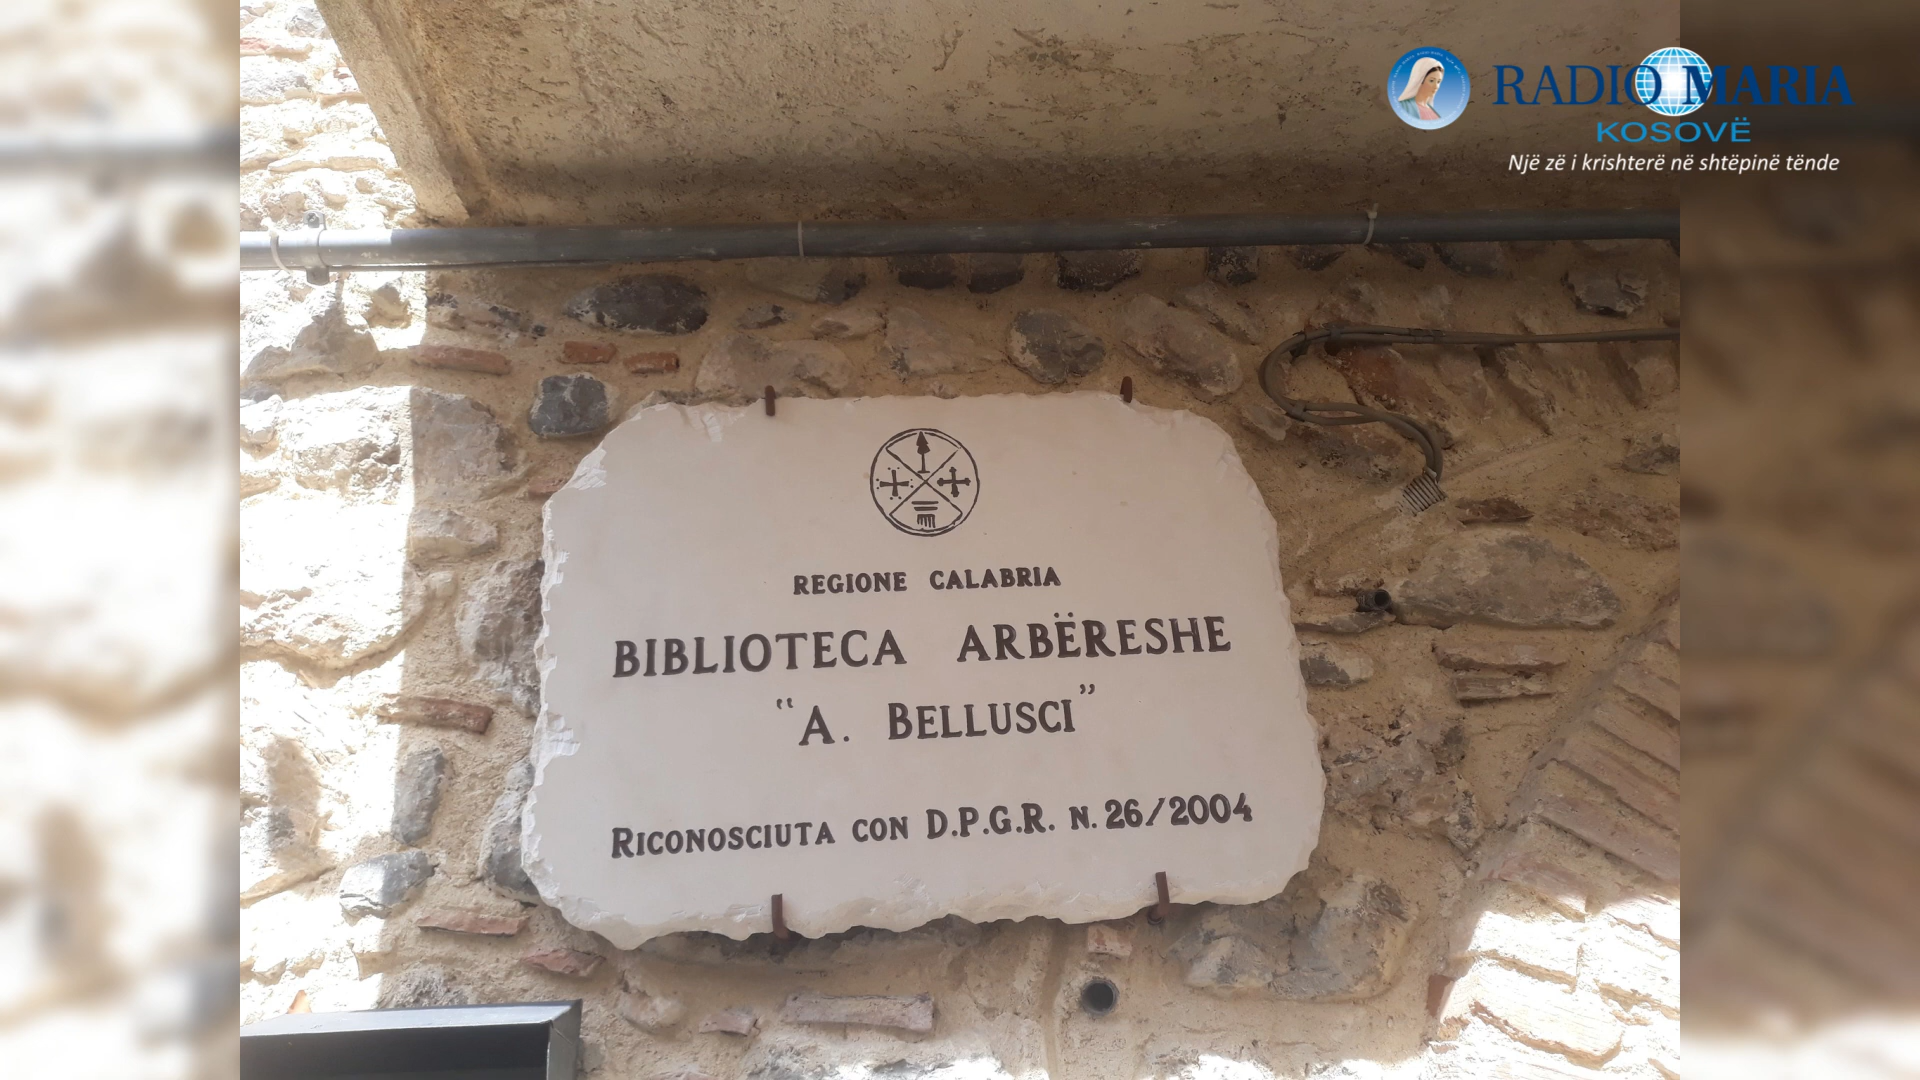 RADIO MARIA
KOSOVË
Një zë i krishterë në shtëpinë tënde
REGIONE CALABRIA
BIBLIOTECA ARBËRESHE
"A. BELLUSCI"
RICONOSCIUTA CON D.P.G.R. N. 26/2004